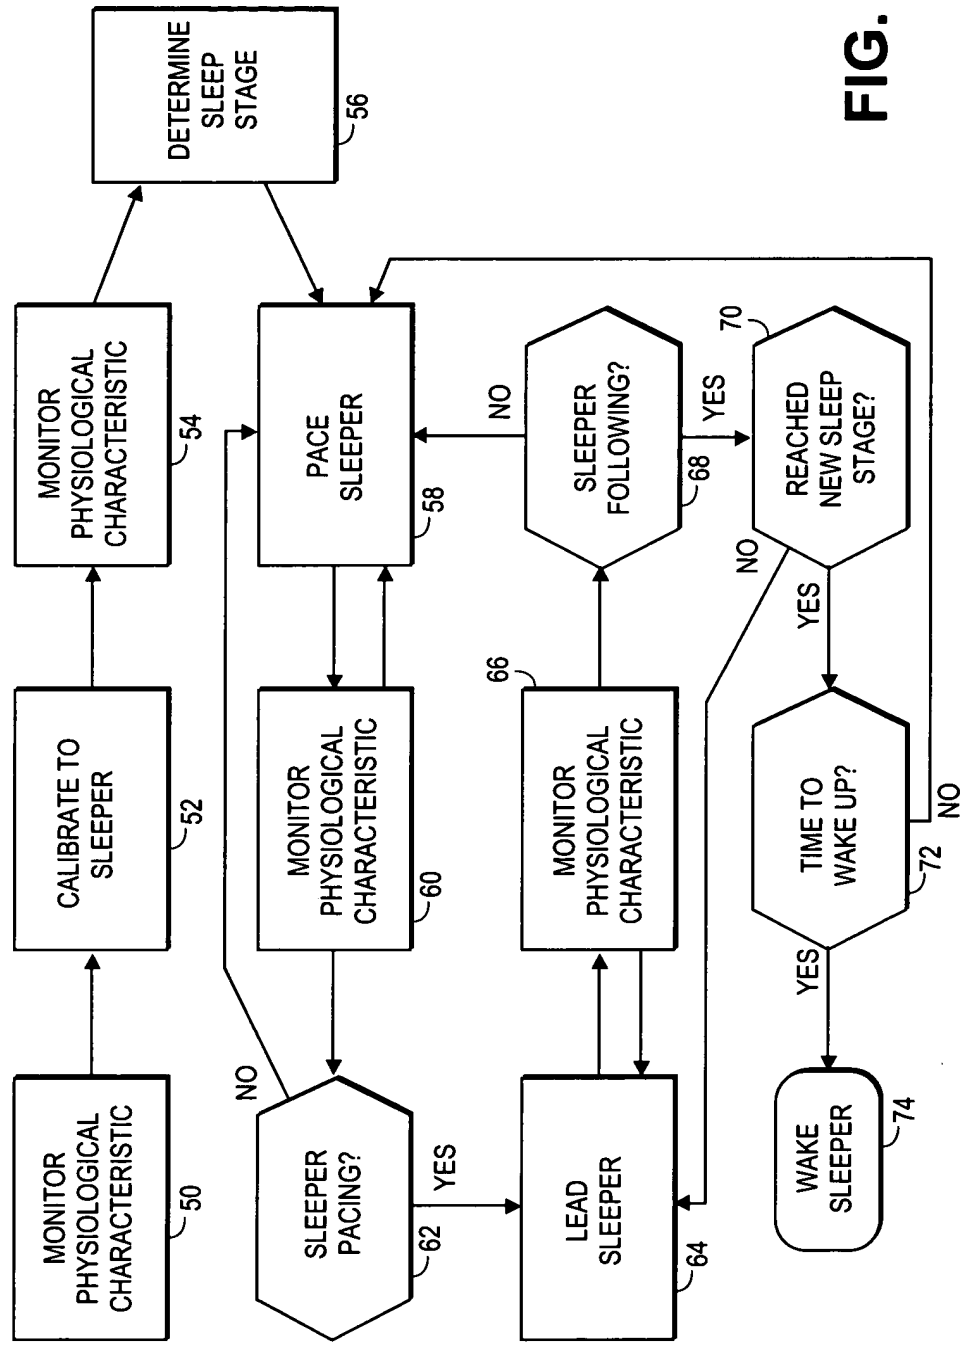 MONITOR
PHYSIOLOGICAL
CHARACTERISTIC
50
CALIBRATE TO
SLEEPER
52
MONITOR
PHYSIOLOGICAL
CHARACTERISTIC
54
DETERMINE
SLEEP
STAGE
56
PACE
SLEEPER
58
MONITOR
PHYSIOLOGICAL
CHARACTERISTIC
60
SLEEPER
PACING?
62
NO
YES
LEAD
SLEEPER
64
MONITOR
PHYSIOLOGICAL
CHARACTERISTIC
66
SLEEPER
FOLLOWING?
68
NO
YES
REACHED
NEW SLEEP
STAGE?
70
NO
YES
TIME TO
WAKE UP?
72
NO
YES
WAKE
SLEEPER
74
FIG.